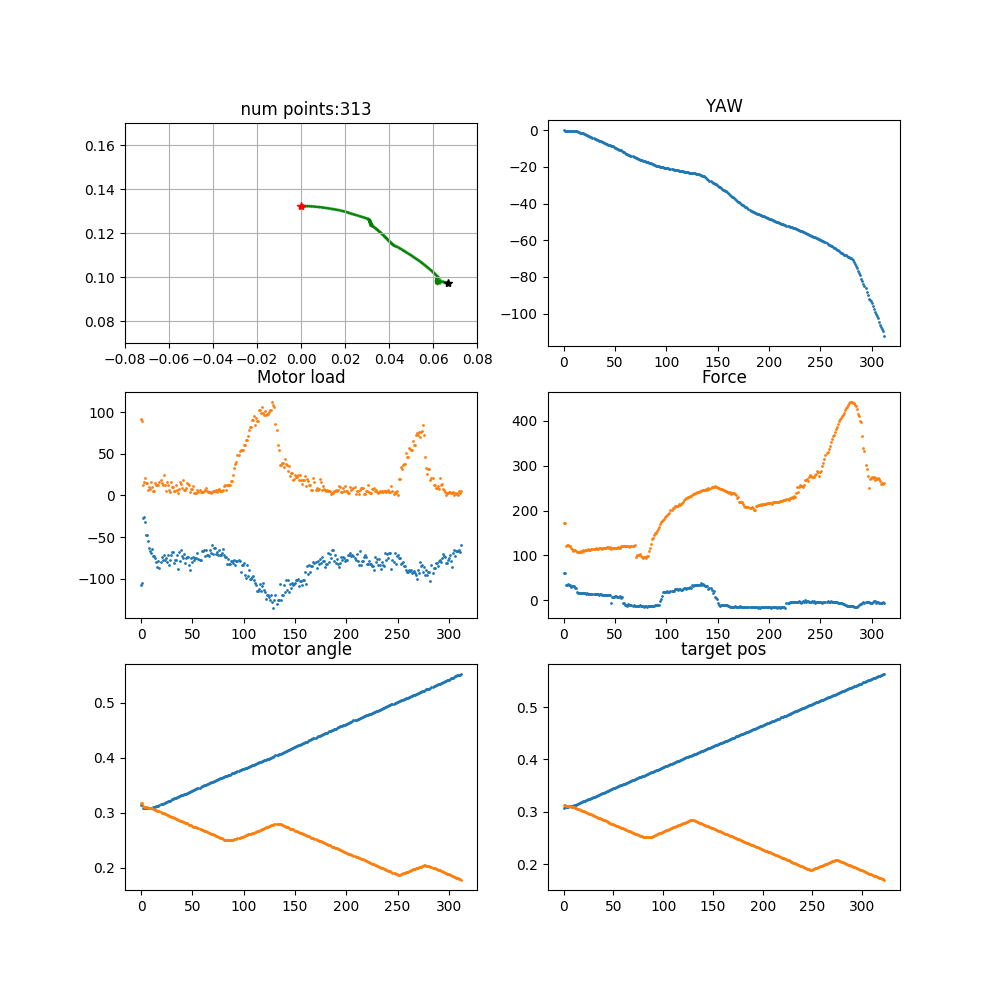 num points:313
YAW
0.16
0.14
0.12
0.10
0.08
−0.08 −0.06 −0.04 −0.02 0.00 0.02 0.04 0.06 0.08
0
−20
−40
−60
−80
−100
0 50 100 150 200 250 300
Motor load
Force
100
50
0
−50
−100
0 50 100 150 200 250 300
400
300
200
100
0
0 50 100 150 200 250 300
motor angle
target pos
0.5
0.4
0.3
0.2
0 50 100 150 200 250 300
0.5
0.4
0.3
0.2
0 50 100 150 200 250 300